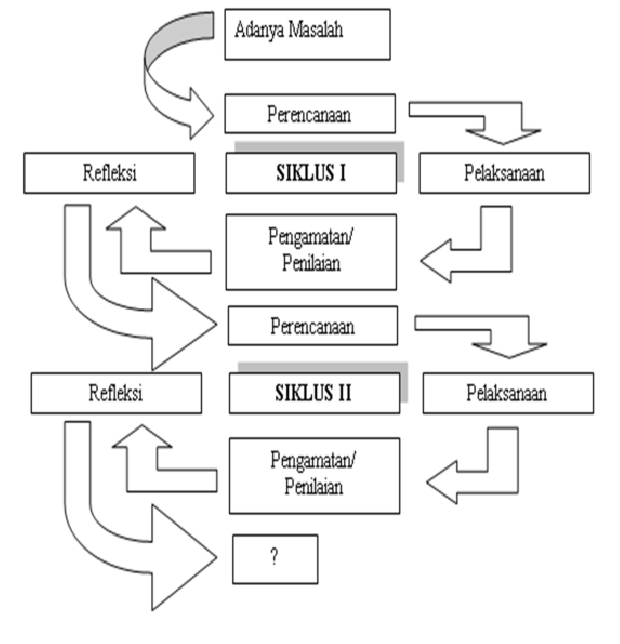 Adanya Masalah
Perencanaan
Refleksi
SIKLUS I
Pelaksanaan
Pengamatan/
Penilaian
Perencanaan
Refleksi
SIKLUS II
Pelaksanaan
Pengamatan/
Penilaian
?